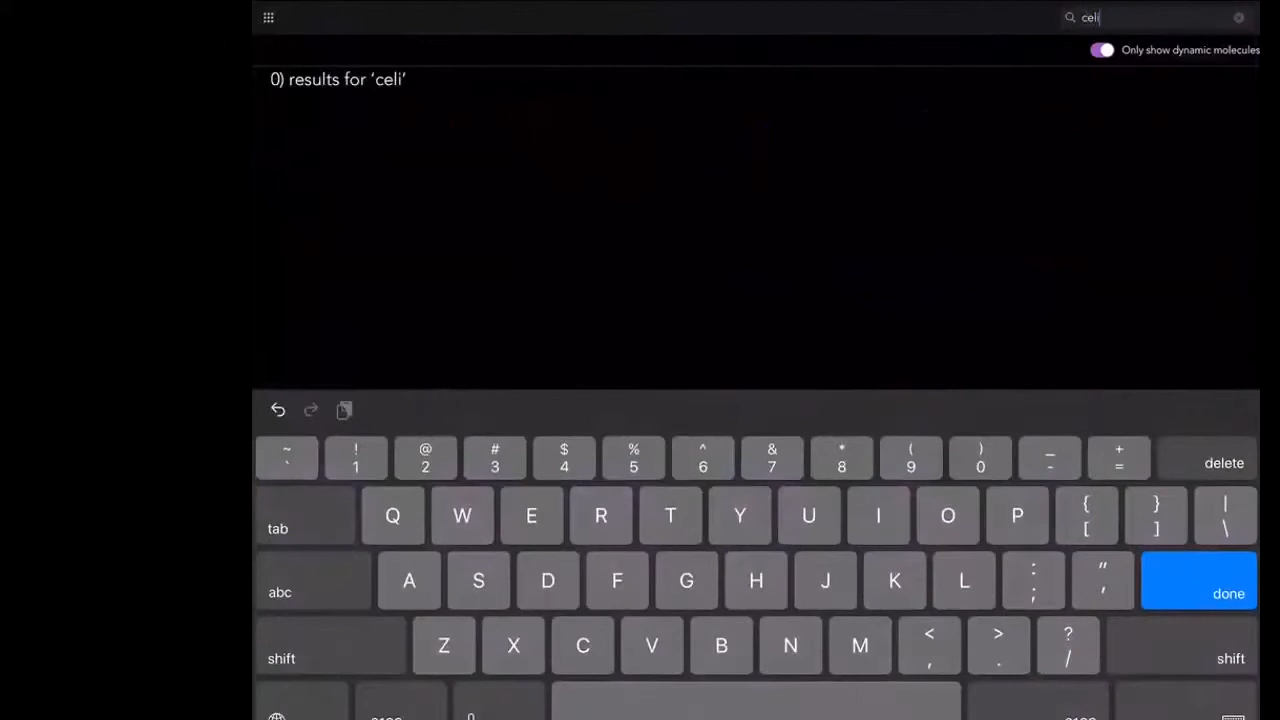 celi
Only show dynamic molecules
0) results for ‘celi’
~ ! @ # $ % ^ & * ( ) _ +
` 1 2 3 4 5 6 7 8 9 0 - = delete
tab Q W E R T Y U I O P { [ } ] | \
abc A S D F G H J K L : ; " ' done
shift Z X C V B N M < , > . ? / shift